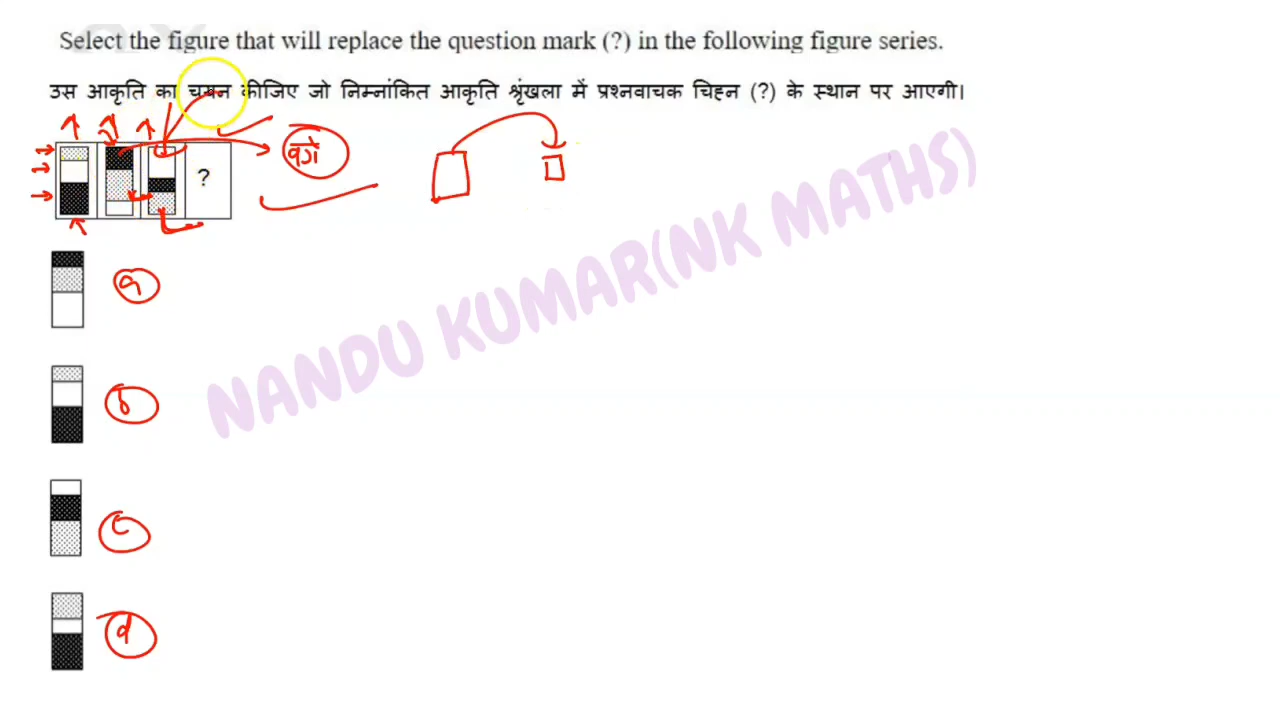 Select the figure that will replace the question mark (?) in the following figure series.
उस आकृति का चयन कीजिए जो निम्नांकित आकृति श्रृंखला में प्रश्नवाचक चिह्न (?) के स्थान पर आएगी।
?
a
b
c
d
NANDU KUMAR(NK MATHS)